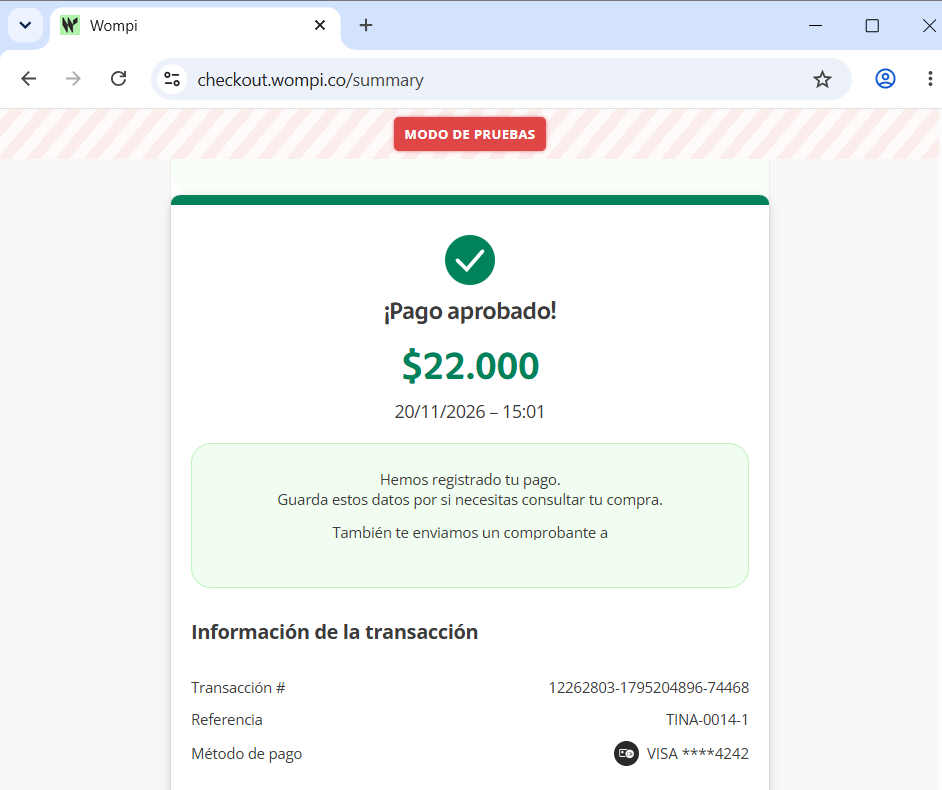 Wompi
checkout.wompi.co/summary
MODO DE PRUEBAS
¡Pago aprobado!
$22.000
20/11/2026 – 15:01
Hemos registrado tu pago.
Guarda estos datos por si necesitas consultar tu compra.
También te enviamos un comprobante a
Información de la transacción
Transacción # 12262803-1795204896-74468
Referencia TINA-0014-1
Método de pago VISA ****4242